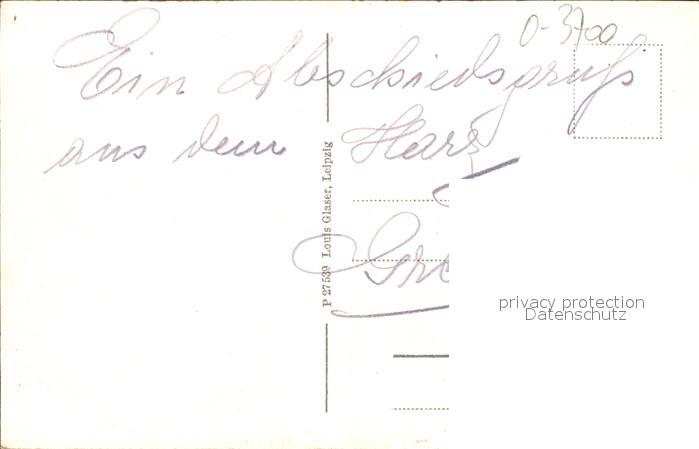 0-3700
Ein Abschiedsgruß
aus dem Harz
P 27539 Louis Glaser, Leipzig
privacy protection
Datenschutz